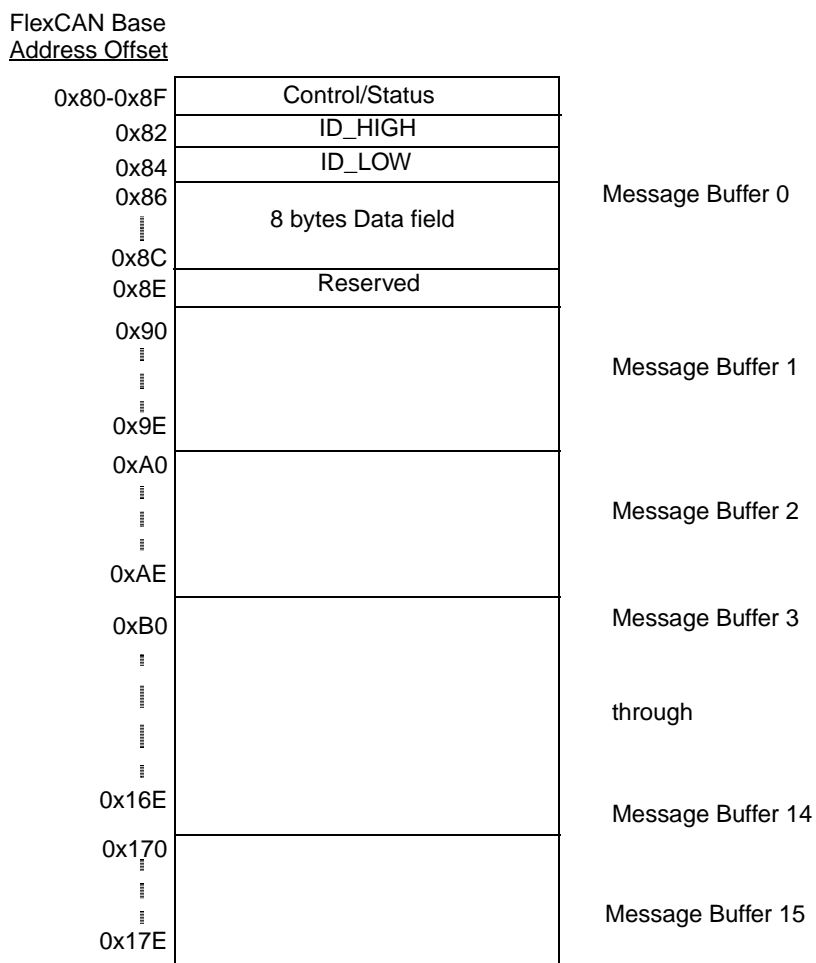 FlexCAN Base
Address Offset
0x80-0x8F Control/Status
0x82 ID_HIGH
0x84 ID_LOW
0x86
8 bytes Data field
Message Buffer 0
0x8C
0x8E Reserved
0x90
Message Buffer 1
0x9E
0xA0
Message Buffer 2
0xAE
0xB0 Message Buffer 3
through
0x16E Message Buffer 14
0x170
Message Buffer 15
0x17E